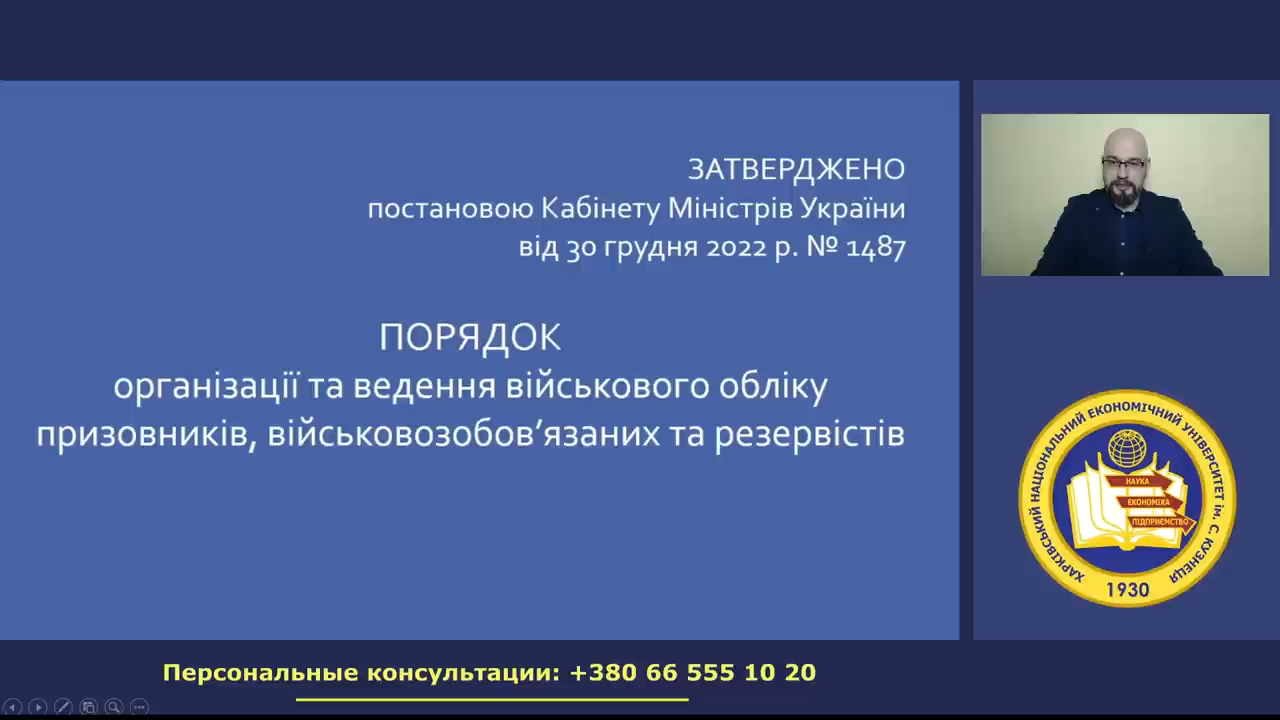 ЗАТВЕРДЖЕНО
постановою Кабінету Міністрів України
від 30 грудня 2022 р. № 1487
ПОРЯДОК
організації та ведення військового обліку
призовників, військовозобов’язаних та резервістів
ХАРКІВСЬКИЙ НАЦІОНАЛЬНИЙ ЕКОНОМІЧНИЙ УНІВЕРСИТЕТ ім. С. КУЗНЕЦЯ
НАУКА
ЕКОНОМІКА
ПІДПРИЄМСТВО
1930
Персональные консультации: +380 66 555 10 20